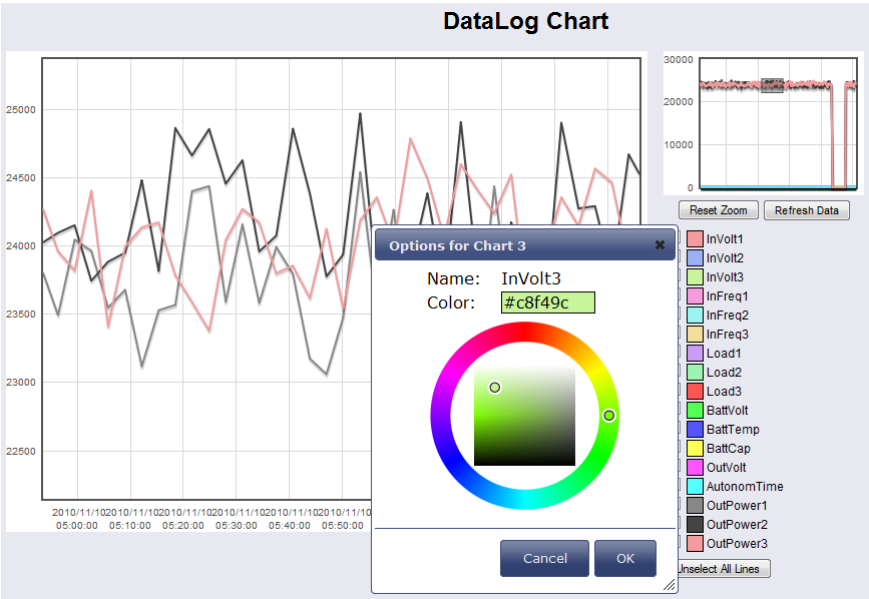 DataLog Chart
25000
24500
24000
23500
23000
22500
2010/11/10
05:00:00
2010/11/10
05:10:00
2010/11/10
05:20:00
2010/11/10
05:30:00
2010/11/10
05:40:00
2010/11/10
05:50:00
30000
20000
10000
0
Reset Zoom
Refresh Data
Options for Chart 3
Name: InVolt3
Color: #c8f49c
Cancel
OK
InVolt1
InVolt2
InVolt3
InFreq1
InFreq2
InFreq3
Load1
Load2
Load3
BattVolt
BattTemp
BattCap
OutVolt
AutonomTime
OutPower1
OutPower2
OutPower3
Unselect All Lines